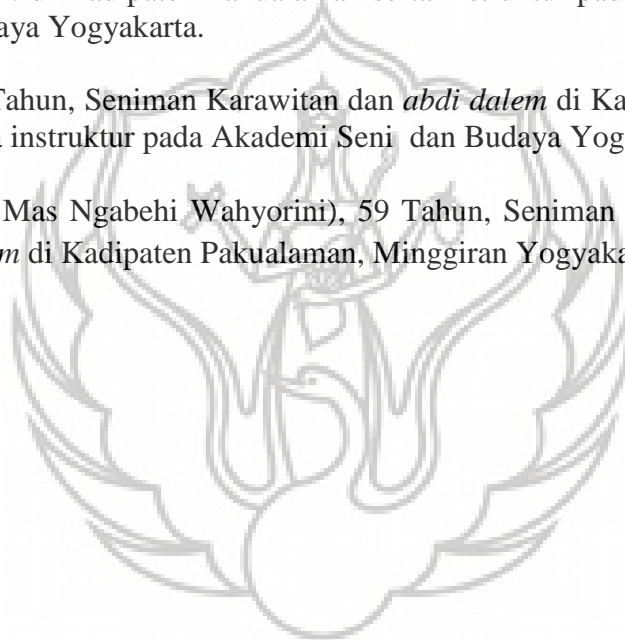 aya Yogyakarta.
Tahun, Seniman Karawitan dan abdi dalem di Ka
instruktur pada Akademi Seni dan Budaya Yog
Mas Ngabehi Wahyorini), 59 Tahun, Seniman
di Kadipaten Pakualaman, Minggiran Yogyaka